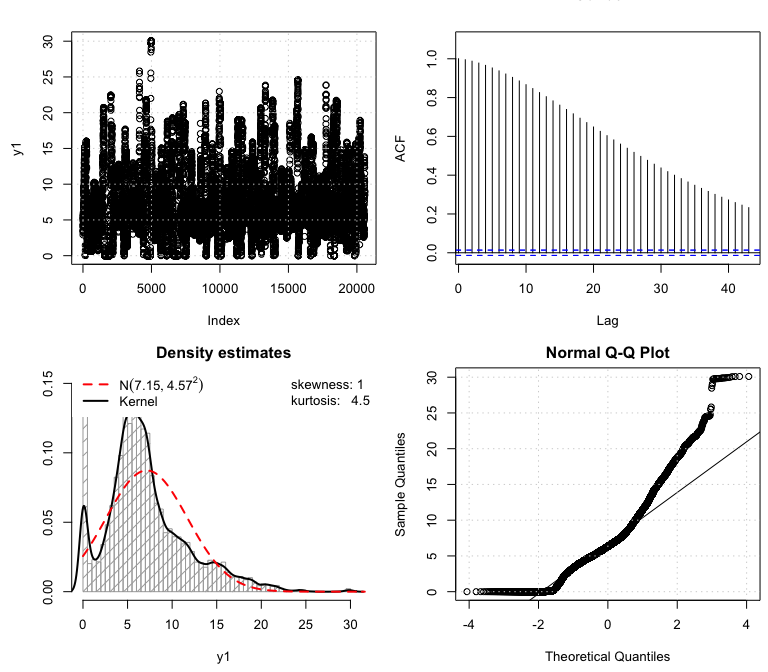 y1
30
25
20
15
10
5
0
0 5000 10000 15000 20000
Index
ACF
1.0
0.8
0.6
0.4
0.2
0.0
0 10 20 30 40
Lag
Density estimates
N(7.15, 4.57²)
Kernel
skewness: 1
kurtosis: 4.5
0.15
0.10
0.05
0.00
0 5 10 15 20 25 30
y1
Normal Q-Q Plot
Sample Quantiles
30
25
20
15
10
5
0
-4 -2 0 2 4
Theoretical Quantiles